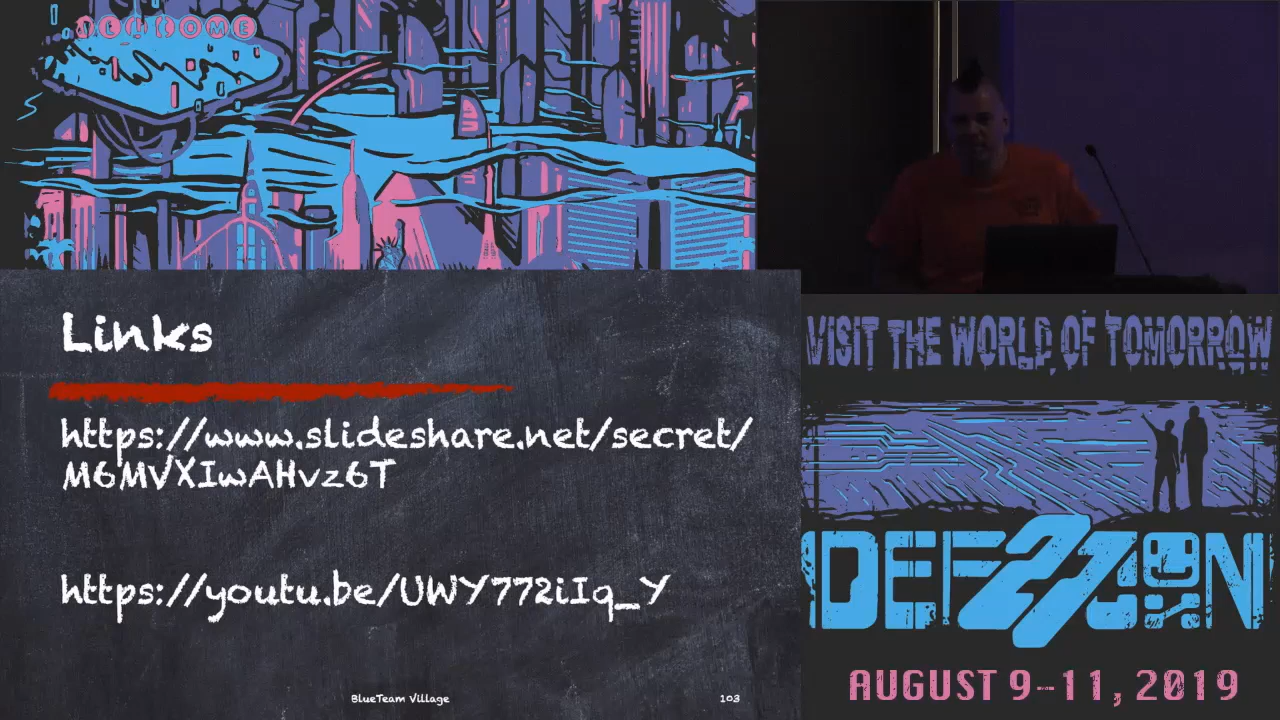 WELCOME
Links
https://www.slideshare.net/secret/
M6MVXIwAHvz6T
https://youtu.be/UWY772iIq_Y
BlueTeam Village
103
VISIT THE WORLD OF TOMORROW
DEF 27 CON
AUGUST 9-11, 2019